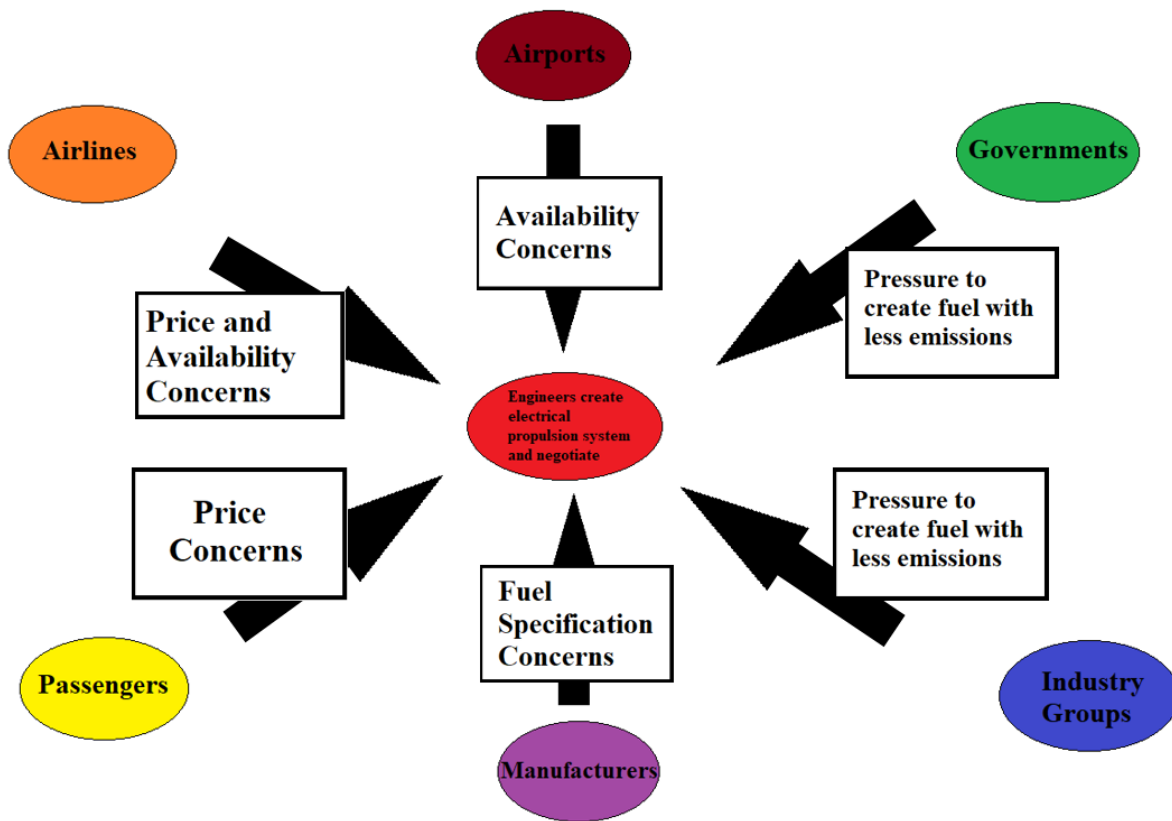 Airports
Airlines
Governments
Availability
Concerns
Pressure to
create fuel with
less emissions
Price and
Availability
Concerns
Engineers create
electrical
propulsion system
and negotiate
Price
Concerns
Pressure to
create fuel with
less emissions
Fuel
Specification
Concerns
Passengers
Industry
Groups
Manufacturers